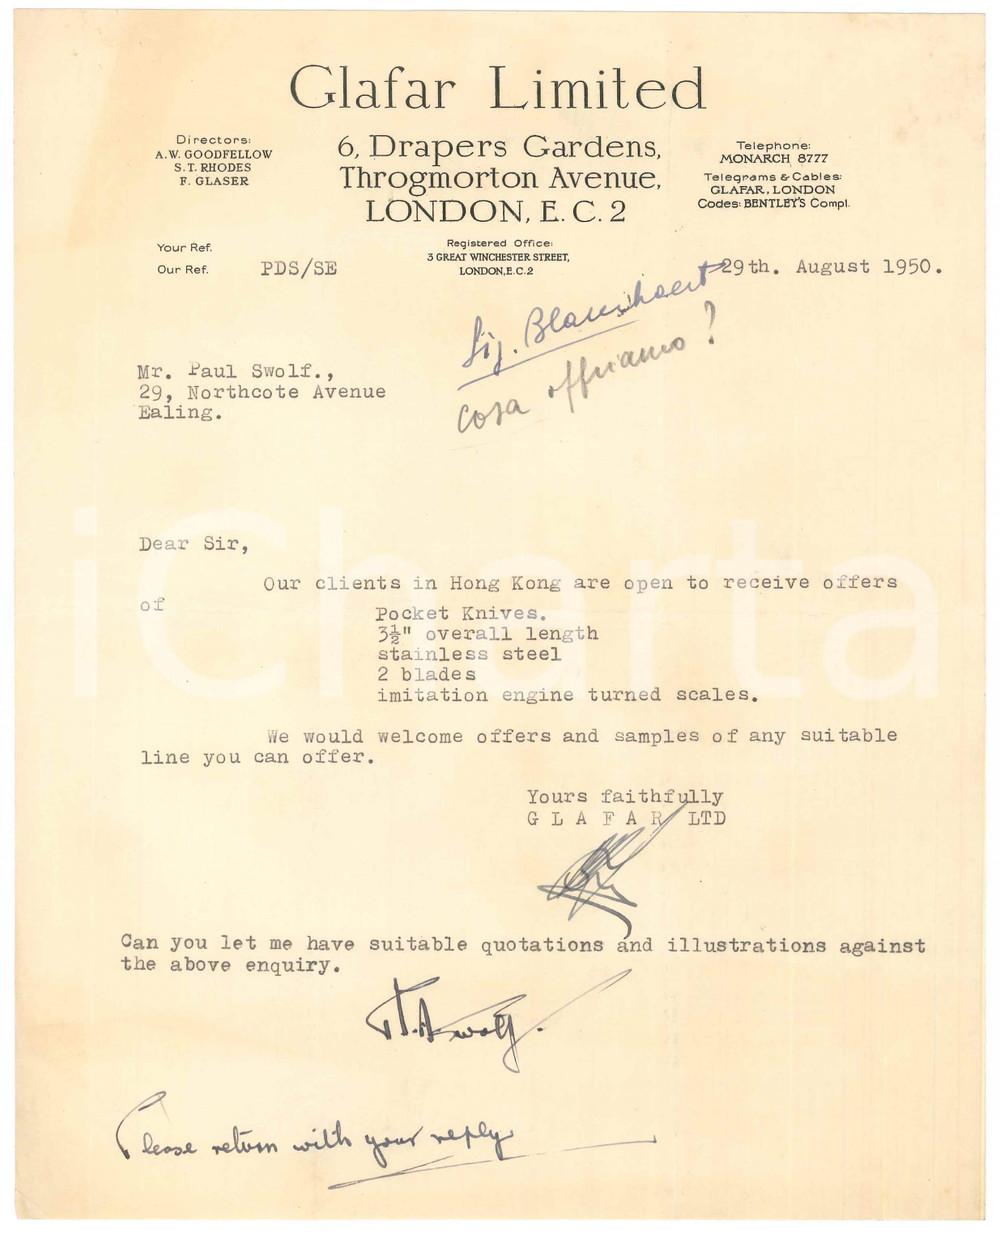 Glafar Limited
Directors:
A.W. GOODFELLOW
S.T. RHODES
F. GLASER
6, Drapers Gardens,
Throgmorton Avenue,
LONDON, E.C.2
Telephone:
MONARCH 8777
Telegrams & Cables:
GLAFAR, LONDON
Codes: BENTLEY'S Compl.
Your Ref.
Our Ref. PDS/SE
Registered Office:
3 GREAT WINCHESTER STREET,
LONDON, E.C.2
29th. August 1950.
Sig. Blanshaert
cosa offriamo?
Mr. Paul Swolf.,
29, Northcote Avenue
Ealing.
iCharta
Dear Sir,
Our clients in Hong Kong are open to receive offers
of
Pocket Knives.
3½" overall length
stainless steel
2 blades
imitation engine turned scales.
We would welcome offers and samples of any suitable
line you can offer.
Yours faithfully
G L A F A R LTD
Can you let me have suitable quotations and illustrations against
the above enquiry.
Please return with your reply